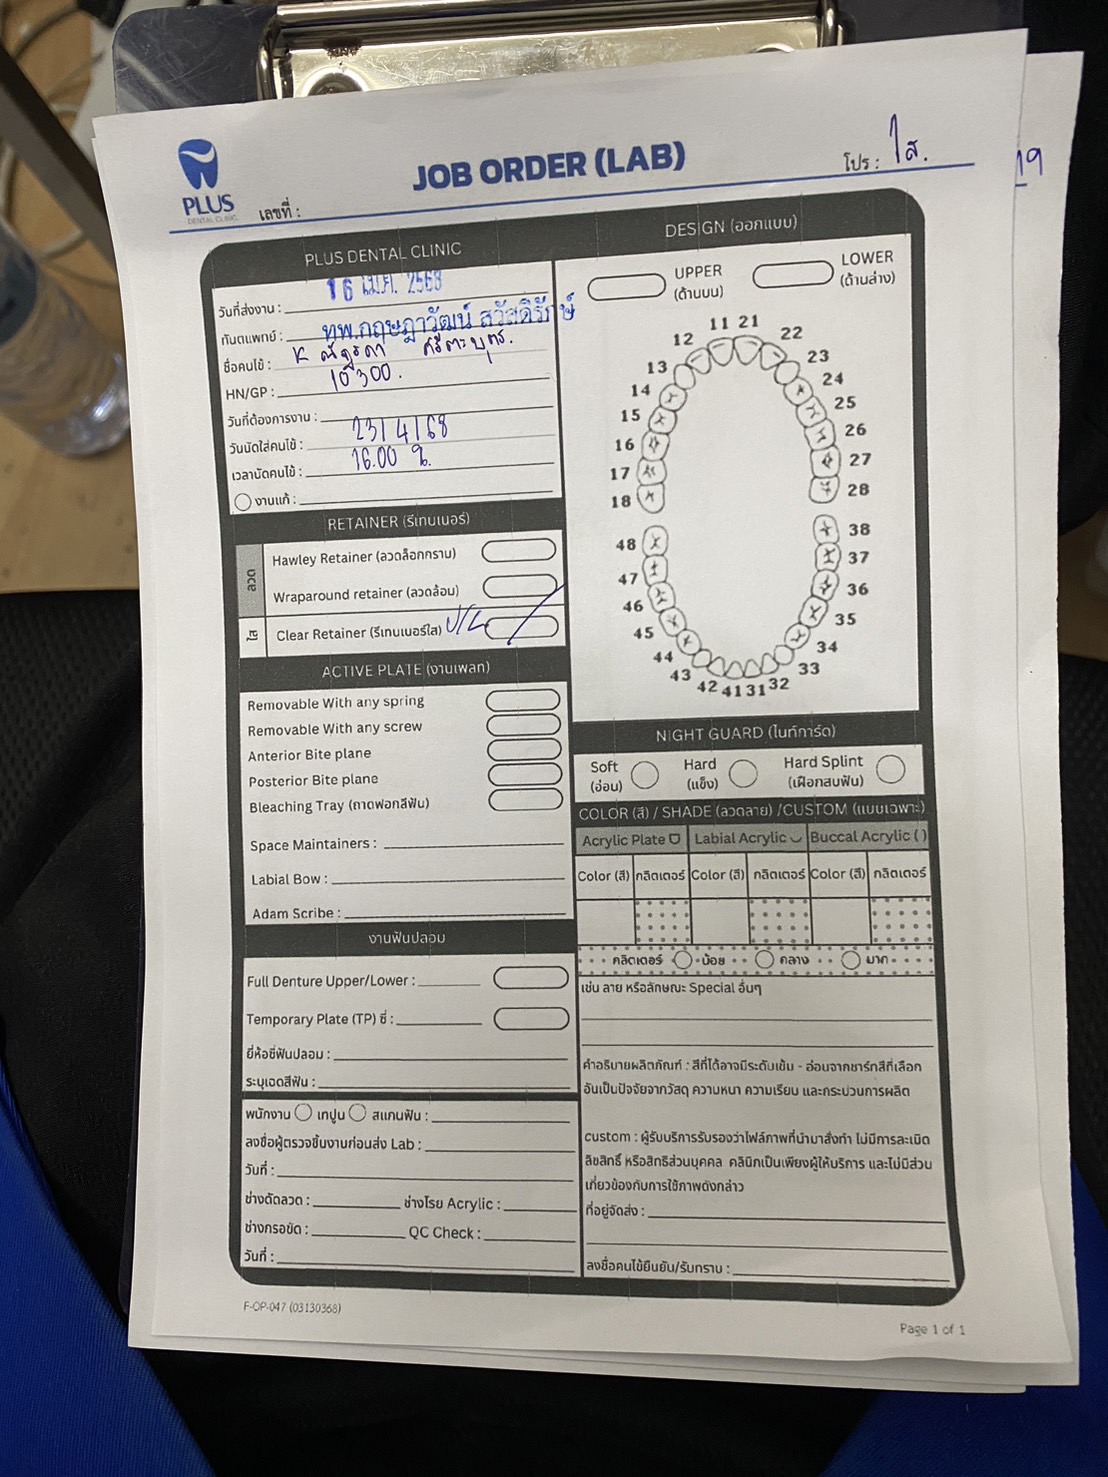 PLUS
DENTAL CLINIC
JOB ORDER (LAB)
เลขที่ :
โปร : ใส.
19
PLUS DENTAL CLINIC
วันที่ส่งงาน : 16 เม.ย. 2568
ทันตแพทย์ : ทพ.กฤษฎาวัฒน์ สวัสดิรักษ์
ชื่อคนไข้ : K
HN/GP : 10300.
วันที่ต้องการงาน :
วันนัดใส่คนไข้ : 23/4/68
เวลานัดคนไข้ : 16.00 น.
งานแก้ :
RETAINER (รีเทนเนอร์)
ลวด
Hawley Retainer (ลวดล็อกกราม)
Wraparound retainer (ลวดล้อม)
ใส
Clear Retainer (รีเทนเนอร์ใส) U/L
ACTIVE PLATE (งานเพลท)
Removable With any spring
Removable With any screw
Anterior Bite plane
Posterior Bite plane
Bleaching Tray (ถาดฟอกสีฟัน)
Space Maintainers :
Labial Bow :
Adam Scribe :
งานฟันปลอม
Full Denture Upper/Lower :
Temporary Plate (TP) ซี่ :
ยี่ห้อซี่ฟันปลอม :
ระบุเฉดสีฟัน :
พนักงาน เทปูน สแกนฟัน :
ลงชื่อผู้ตรวจชิ้นงานก่อนส่ง Lab :
วันที่ :
ช่างดัดลวด : ช่างโรย Acrylic :
ช่างกรอขัด : QC Check :
วันที่ :
DESIGN (ออกแบบ)
UPPER
(ด้านบน)
LOWER
(ด้านล่าง)
11 21
12 22
13 23
14 24
15 25
16 26
17 27
18 28
48 38
47 37
46 36
45 35
44 34
43 33
42 41 31 32
NIGHT GUARD (ไนท์การ์ด)
Soft
(อ่อน)
Hard
(แข็ง)
Hard Splint
(เฝือกสบฟัน)
COLOR (สี) / SHADE (ลวดลาย) /CUSTOM (แบบเฉพาะ)
Acrylic Plate Labial Acrylic Buccal Acrylic ( )
Color (สี) กลิตเตอร์ Color (สี) กลิตเตอร์ Color (สี) กลิตเตอร์
กลิตเตอร์ น้อย กลาง มาก
เช่น ลาย หรือลักษณะ Special อื่นๆ
คำอธิบายผลิตภัณฑ์ : สีที่ได้อาจมีระดับเข้ม - อ่อนจากชาร์ทสีที่เลือก
อันเป็นปัจจัยจากวัสดุ ความหนา ความเรียบ และกระบวนการผลิต
custom : ผู้รับบริการรับรองว่าไฟล์ภาพที่นำมาสั่งทำ ไม่มีการละเมิด
ลิขสิทธิ์ หรือสิทธิส่วนบุคคล คลินิกเป็นเพียงผู้ให้บริการ และไม่มีส่วน
เกี่ยวข้องกับการใช้ภาพดังกล่าว
ที่อยู่จัดส่ง :
ลงชื่อคนไข้ยืนยัน/รับทราบ :
F-OP-047 (03130368)
Page 1 of 1